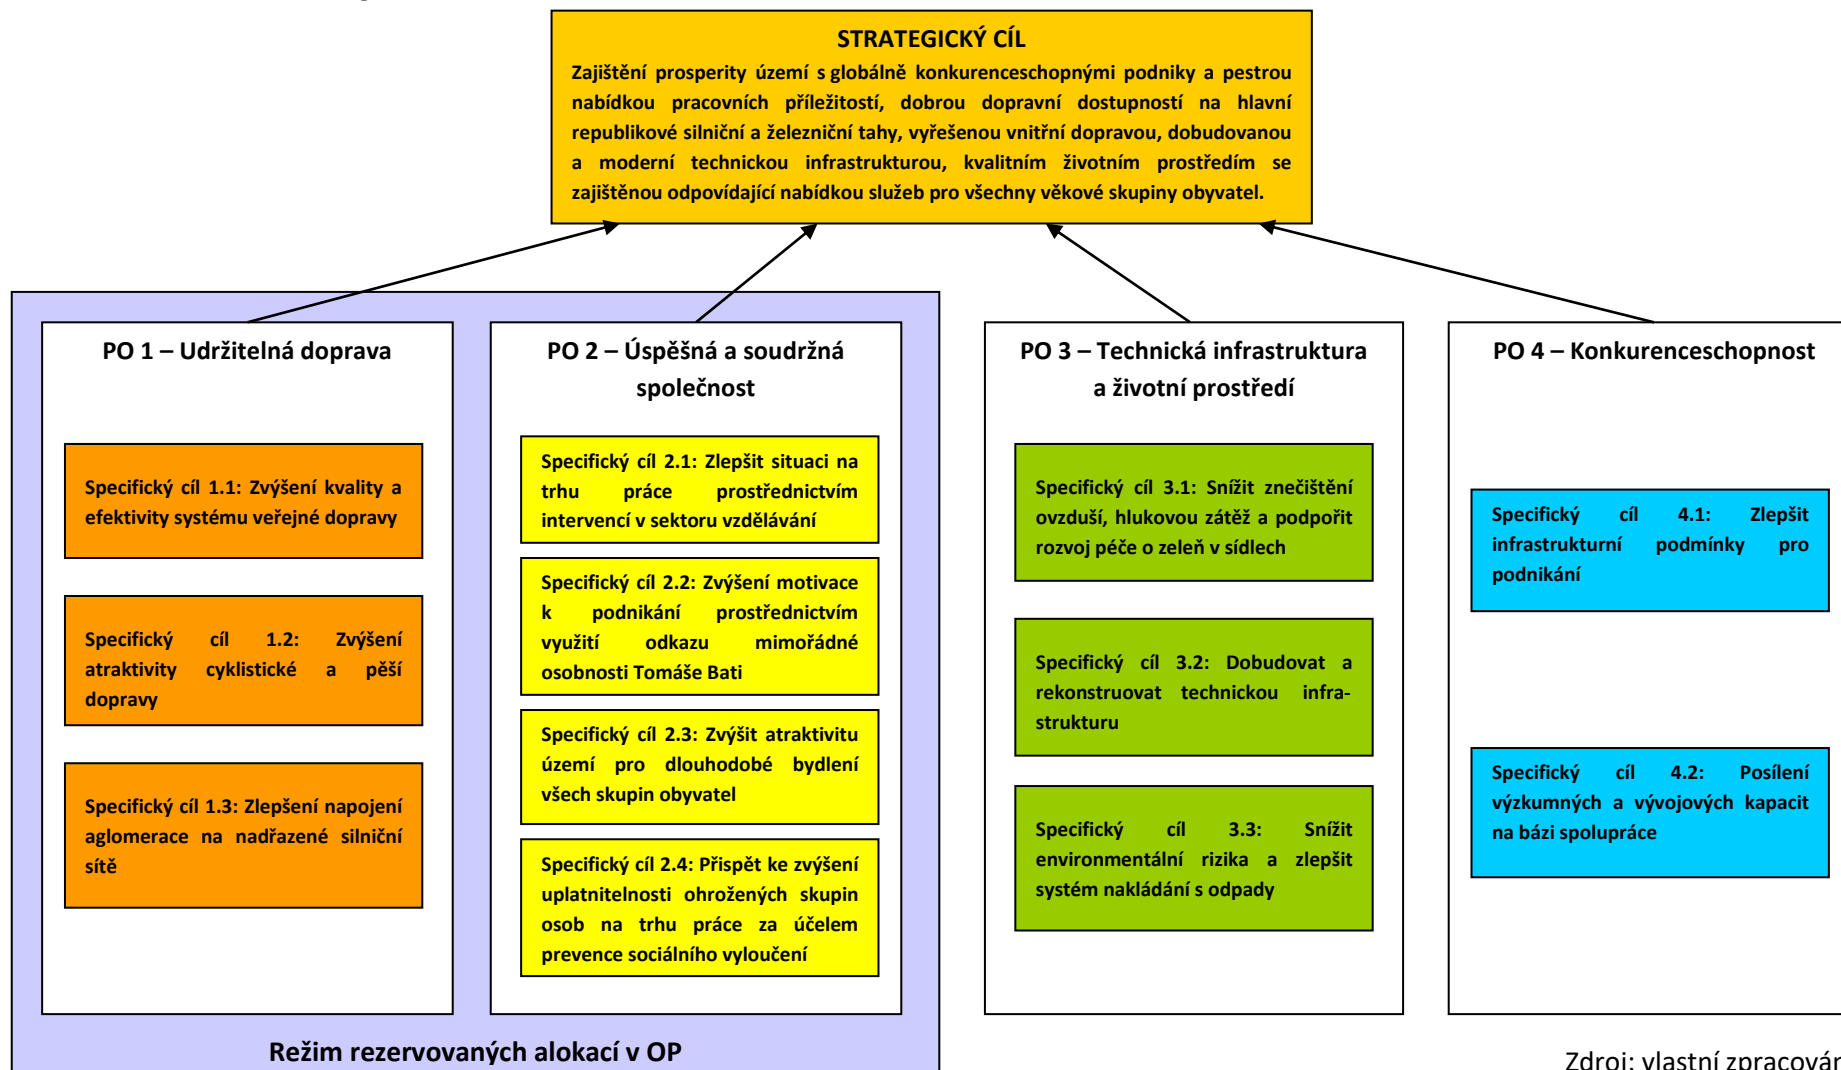 STRATEGICKÝ CÍL
Zajištění prosperity území s globálně konkurenceschopnými podniky a pestrou
nabídkou pracovních příležitostí, dobrou dopravní dostupností na hlavní
republikové silniční a železniční tahy, vyřešenou vnitřní dopravou, dobudovanou
a moderní technickou infrastrukturou, kvalitním životním prostředím se
zajištěnou odpovídající nabídkou služeb pro všechny věkové skupiny obyvatel.
PO 1 – Udržitelná doprava
Specifický cíl 1.1: Zvýšení kvality a
efektivity systému veřejné dopravy
Specifický cíl 1.2: Zvýšení
atraktivity cyklistické a pěší
dopravy
Specifický cíl 1.3: Zlepšení napojení
aglomerace na nadřazené silniční
sítě
PO 2 – Úspěšná a soudržná
společnost
Specifický cíl 2.1: Zlepšit situaci na
trhu práce prostřednictvím
intervencí v sektoru vzdělávání
Specifický cíl 2.2: Zvýšení motivace
k podnikání prostřednictvím
využití odkazu mimořádné
osobnosti Tomáše Bati
Specifický cíl 2.3: Zvýšit atraktivitu
území pro dlouhodobé bydlení
všech skupin obyvatel
Specifický cíl 2.4: Přispět ke zvýšení
uplatnitelnosti ohrožených skupin
osob na trhu práce za účelem
prevence sociálního vyloučení
Režim rezervovaných alokací v OP
PO 3 – Technická infrastruktura
a životní prostředí
Specifický cíl 3.1: Snížit znečištění
ovzduší, hlukovou zátěž a podpořit
rozvoj péče o zeleň v sídlech
Specifický cíl 3.2: Dobudovat a
rekonstruovat technickou infra-
strukturu
Specifický cíl 3.3: Snížit
environmentální rizika a zlepšit
systém nakládání s odpady
PO 4 – Konkurenceschopnost
Specifický cíl 4.1: Zlepšit
infrastrukturní podmínky pro
podnikání
Specifický cíl 4.2: Posílení
výzkumných a vývojových kapacit
na bázi spolupráce
Zdroj: vlastní zpracován